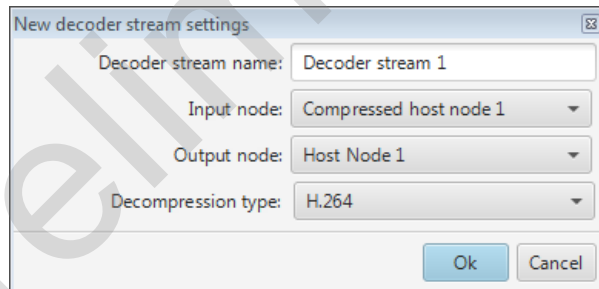 New decoder stream settings
Decoder stream name: Decoder stream 1
Input node: Compressed host node 1
Output node: Host Node 1
Decompression type: H.264
Ok Cancel